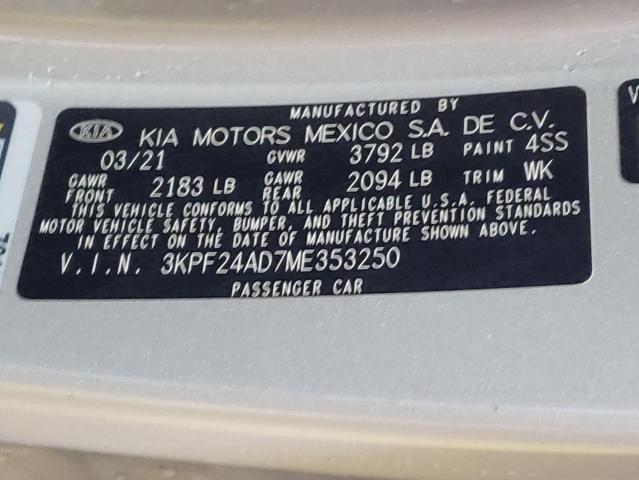 MANUFACTURED BY
KIA KIA MOTORS MEXICO S.A. DE C.V.
03/21 GVWR 3792 LB PAINT 4SS
GAWR FRONT 2183 LB GAWR REAR 2094 LB TRIM WK
THIS VEHICLE CONFORMS TO ALL APPLICABLE U.S.A. FEDERAL
MOTOR VEHICLE SAFETY, BUMPER, AND THEFT PREVENTION STANDARDS
IN EFFECT ON THE DATE OF MANUFACTURE SHOWN ABOVE.
V.I.N. 3KPF24AD7ME353250
PASSENGER CAR